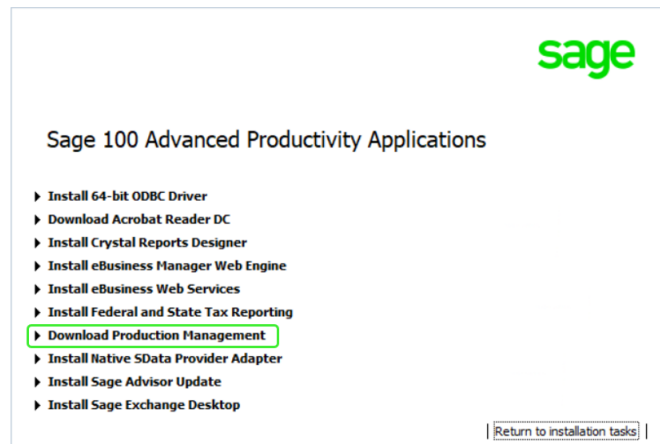 sage
Sage 100 Advanced Productivity Applications
Install 64-bit ODBC Driver
Download Acrobat Reader DC
Install Crystal Reports Designer
Install eBusiness Manager Web Engine
Install eBusiness Web Services
Install Federal and State Tax Reporting
Download Production Management
Install Native SData Provider Adapter
Install Sage Advisor Update
Install Sage Exchange Desktop
Return to installation tasks